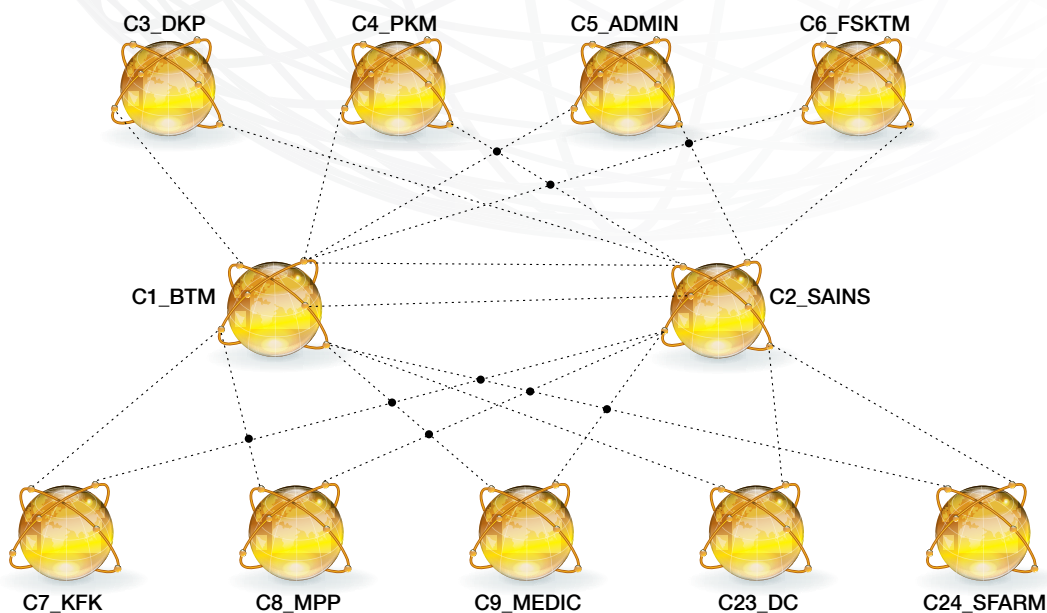 C3_DKP
C4_PKM
C5_ADMIN
C6_FSKTM
C1_BTM
C2_SAINS
C7_KFK
C8_MPP
C9_MEDIC
C23_DC
C24_SFARM